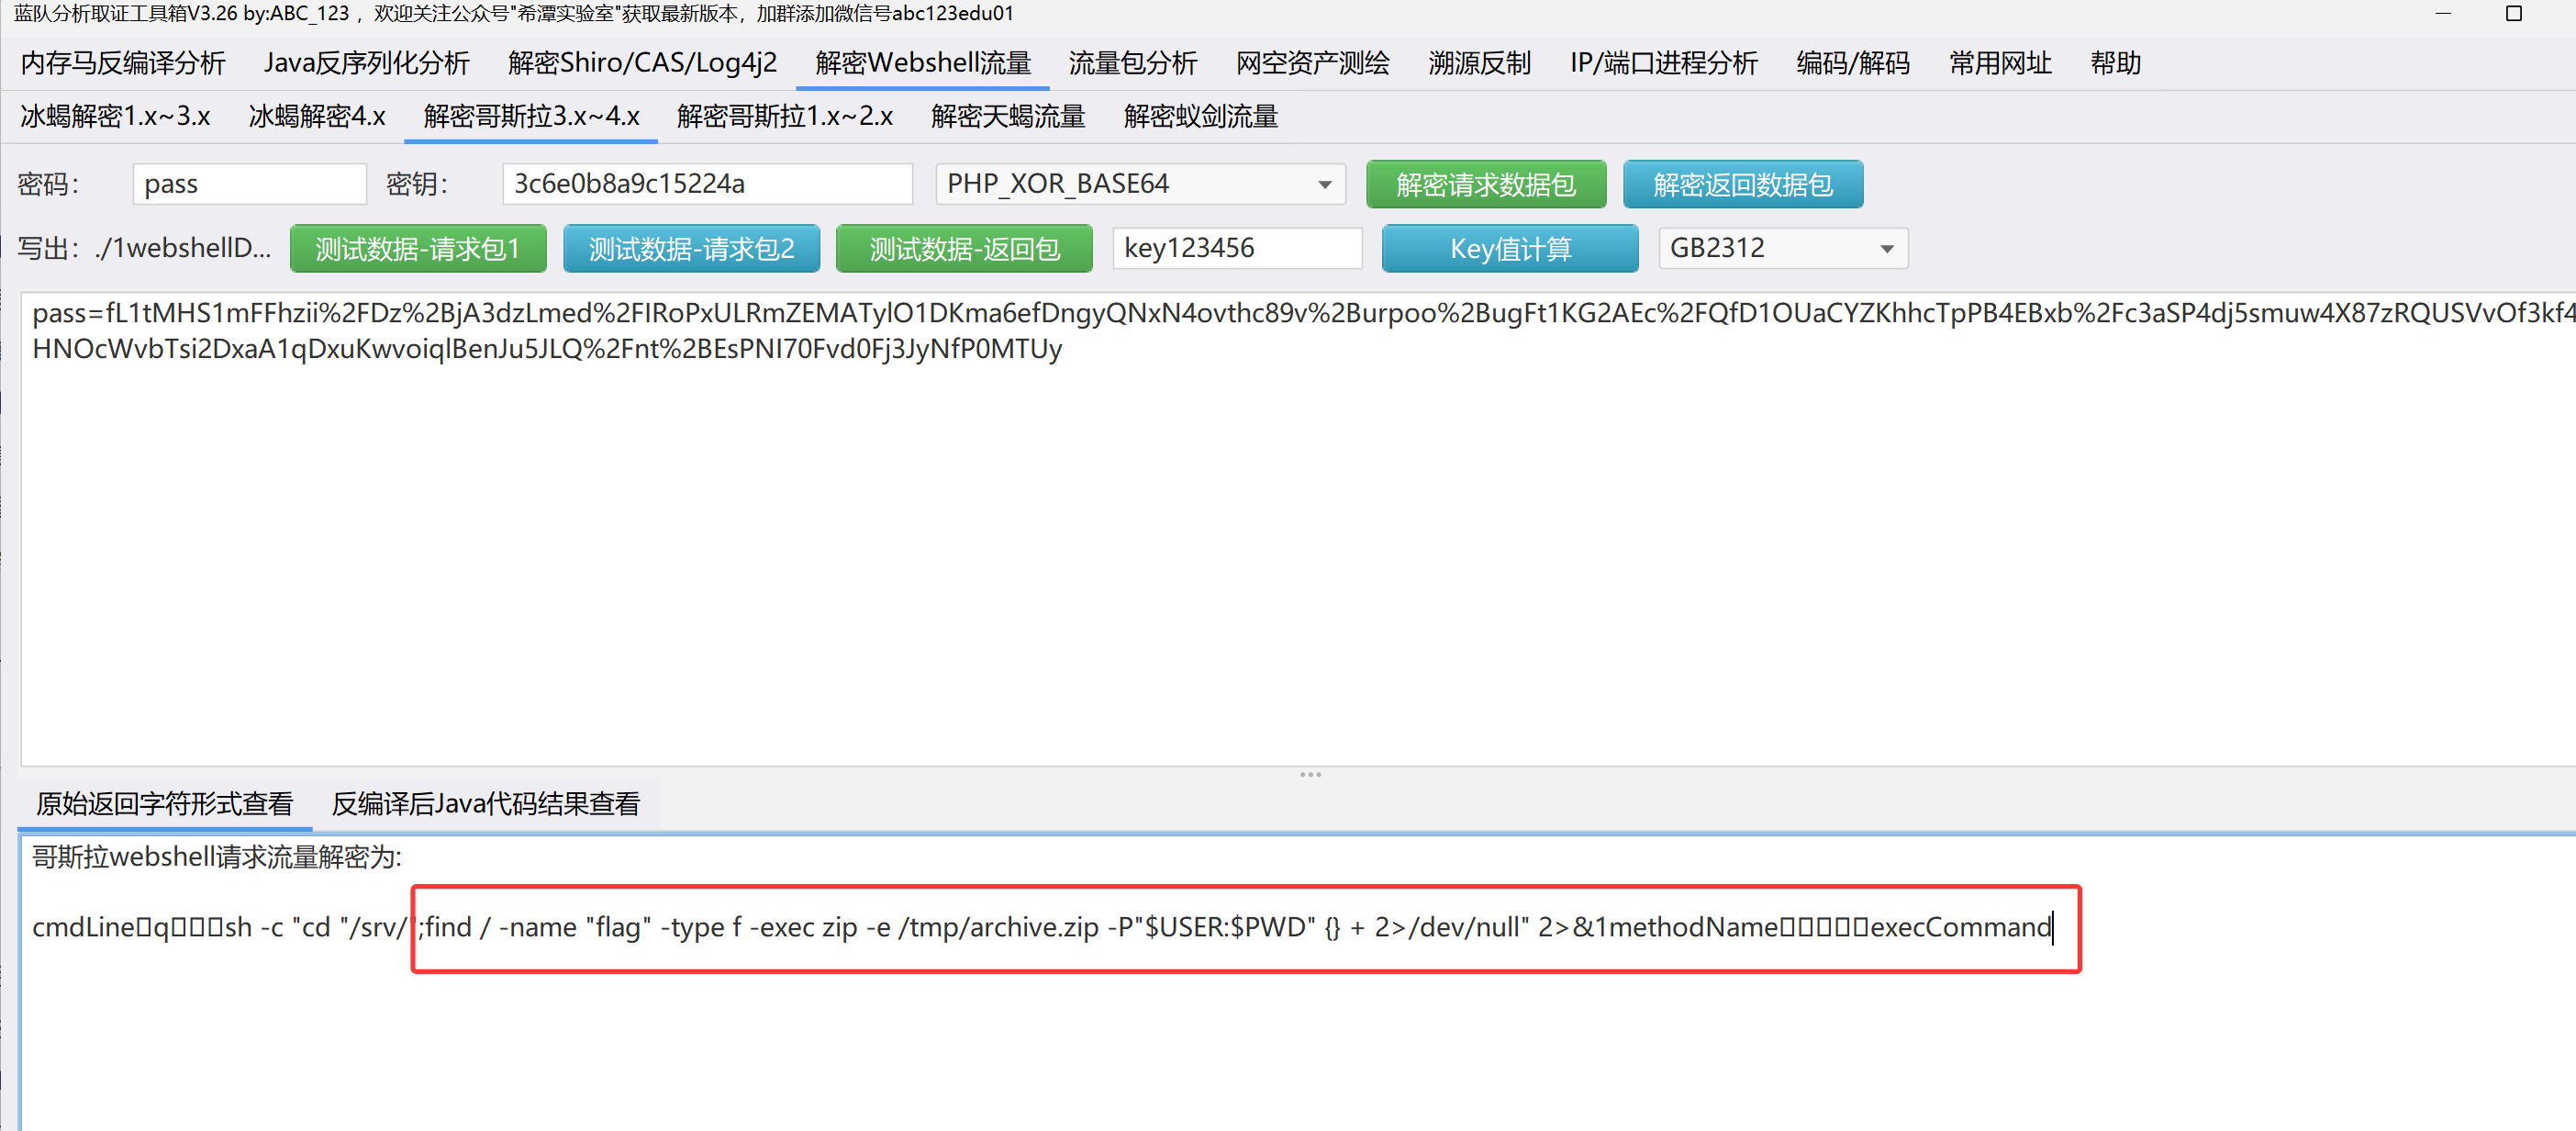 蓝队分析取证工具箱V3.26 by:ABC_123 ，欢迎关注公众号"希潭实验室"获取最新版本，加群添加微信号abc123edu01
内存马反编译分析 Java反序列化分析 解密Shiro/CAS/Log4j2 解密Webshell流量 流量包分析 网空资产测绘 溯源反制 IP/端口进程分析 编码/解码 常用网址 帮助
冰蝎解密1.x~3.x 冰蝎解密4.x 解密哥斯拉3.x~4.x 解密哥斯拉1.x~2.x 解密天蝎流量 解密蚁剑流量
密码： pass 密钥： 3c6e0b8a9c15224a PHP_XOR_BASE64 解密请求数据包 解密返回数据包
写出：./1webshellD... 测试数据-请求包1 测试数据-请求包2 测试数据-返回包 key123456 Key值计算 GB2312
pass=fL1tMHS1mFFhzii%2FDz%2BjA3dzLmed%2FIRoPxULRmZEMATylO1DKma6efDngyQNxN4ovthc89v%2Burpoo%2BugFt1KG2AEc%2FQfD1OUaCYZKhhcTpPB4EBxb%2Fc3aSP4dj5smuw4X87zRQUSVvOf3kf4
HNOcWvbTsi2DxaA1qDxuKwvoiqlBenJu5JLQ%2Fnt%2BEsPNI70Fvd0Fj3JyNfP0MTUy
原始返回字符形式查看 反编译后Java代码结果查看
哥斯拉webshell请求流量解密为:
cmdLine▯q▯▯▯sh -c "cd "/srv/";find / -name "flag" -type f -exec zip -e /tmp/archive.zip -P"$USER:$PWD" {} + 2>/dev/null" 2>&1methodName▯▯▯▯▯execCommand